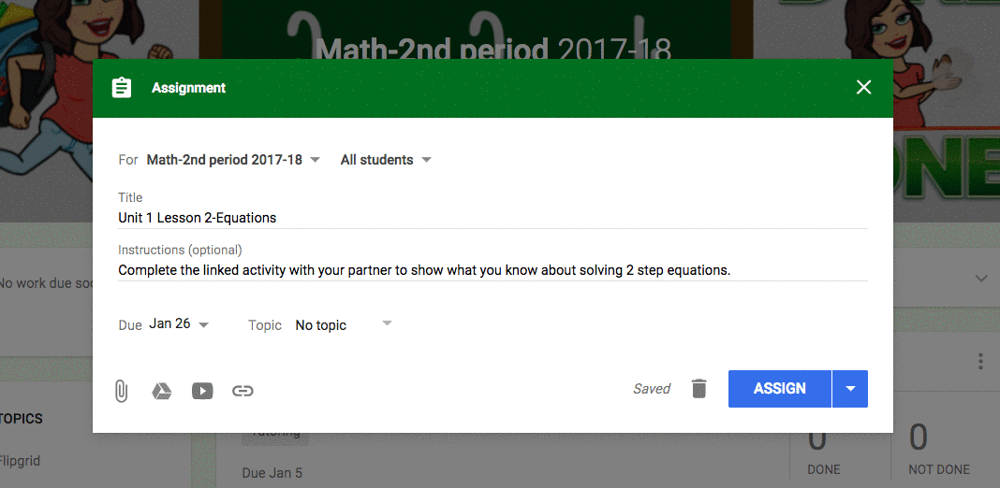 Math-2nd period 2017-18
Assignment
For Math-2nd period 2017-18 All students
Title
Unit 1 Lesson 2-Equations
Instructions (optional)
Complete the linked activity with your partner to show what you know about solving 2 step equations.
No work due soo
Due Jan 26 Topic No topic
Saved ASSIGN
TOPICS
Tutoring
Flipgrid
Due Jan 5
0 DONE
0 NOT DONE